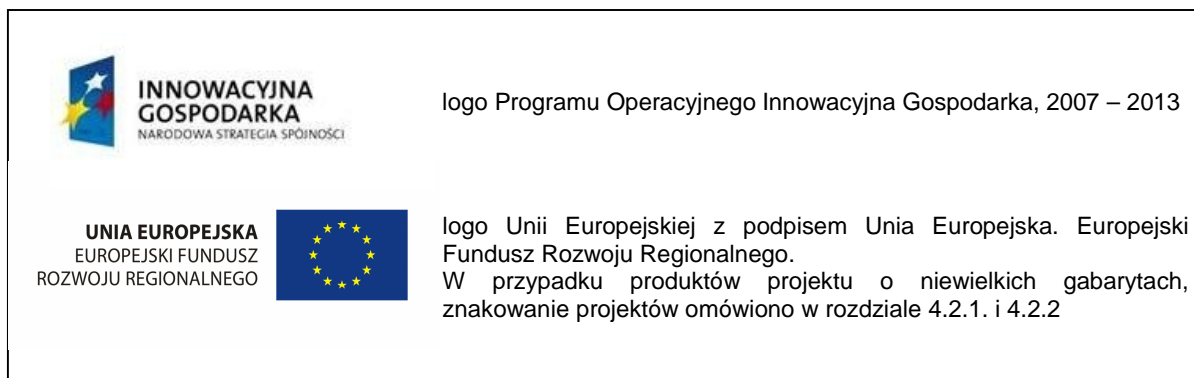 INNOWACYJNA
GOSPODARKA
NARODOWA STRATEGIA SPÓJNOŚCI
logo Programu Operacyjnego Innowacyjna Gospodarka, 2007 – 2013
UNIA EUROPEJSKA
EUROPEJSKI FUNDUSZ
ROZWOJU REGIONALNEGO
logo Unii Europejskiej z podpisem Unia Europejska. Europejski
Fundusz Rozwoju Regionalnego.
W przypadku produktów projektu o niewielkich gabarytach,
znakowanie projektów omówiono w rozdziale 4.2.1. i 4.2.2